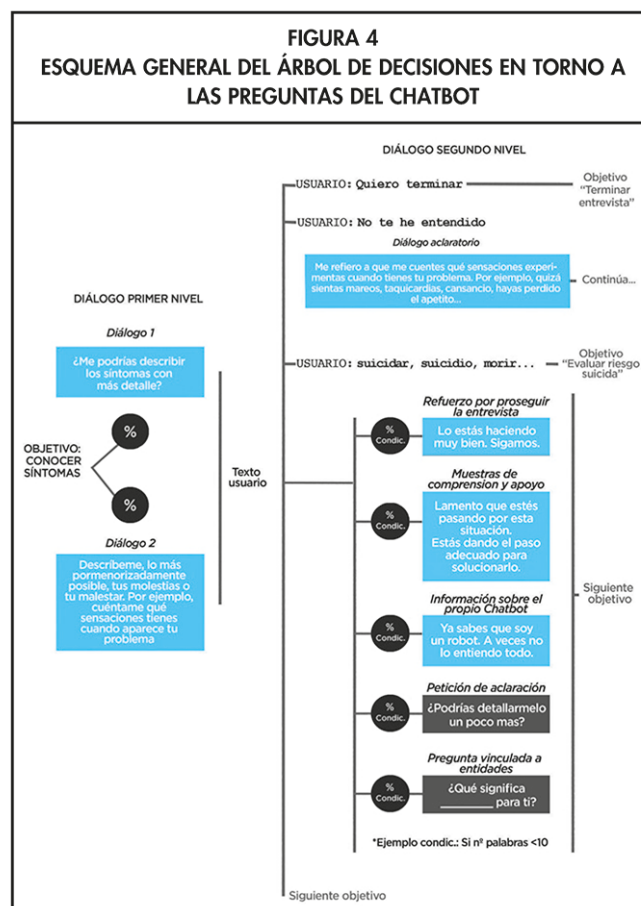 FIGURA 4
ESQUEMA GENERAL DEL ÁRBOL DE DECISIONES EN TORNO A
LAS PREGUNTAS DEL CHATBOT
DIÁLOGO PRIMER NIVEL
Diálogo 1
¿Me podrías describir
los síntomas con
más detalle?
%
OBJETIVO:
CONOCER
SÍNTOMAS
%
Diálogo 2
Descríbeme, lo más
pormenorizadamente
posible, tus molestias o
tu malestar. Por ejemplo,
cuéntame qué
sensaciones tienes
cuando aparece tu
problema
Texto
usuario
DIÁLOGO SEGUNDO NIVEL
USUARIO: Quiero terminar
Objetivo
"Terminar
entrevista"
USUARIO: No te he entendido
Diálogo aclaratorio
Me refiero a que me cuentes qué sensaciones experi-
mentas cuando tienes tu problema. Por ejemplo, quizá
sientas mareos, taquicardias, cansancio, hayas perdido
el apetito...
Continúa...
USUARIO: suicidar, suicidio, morir...
Objetivo
"Evaluar riesgo
suicida"
Refuerzo por proseguir
la entrevista
%
Condic.
Lo estás haciendo
muy bien. Sigamos.
Muestras de
comprension y apoyo
%
Condic.
Lamento que estés
pasando por esta
situación.
Estás dando el paso
adecuado para
solucionarlo.
Información sobre el
propio Chatbot
%
Condic.
Ya sabes que soy
un robot. A veces no
lo entiendo todo.
Petición de aclaración
%
Condic.
¿Podrías detallarmelo
un poco mas?
Pregunta vinculada a
entidades
%
Condic.
¿Qué significa
________ para ti?
*Ejemplo condic.: Si nº palabras <10
Siguiente
objetivo
Siguiente objetivo